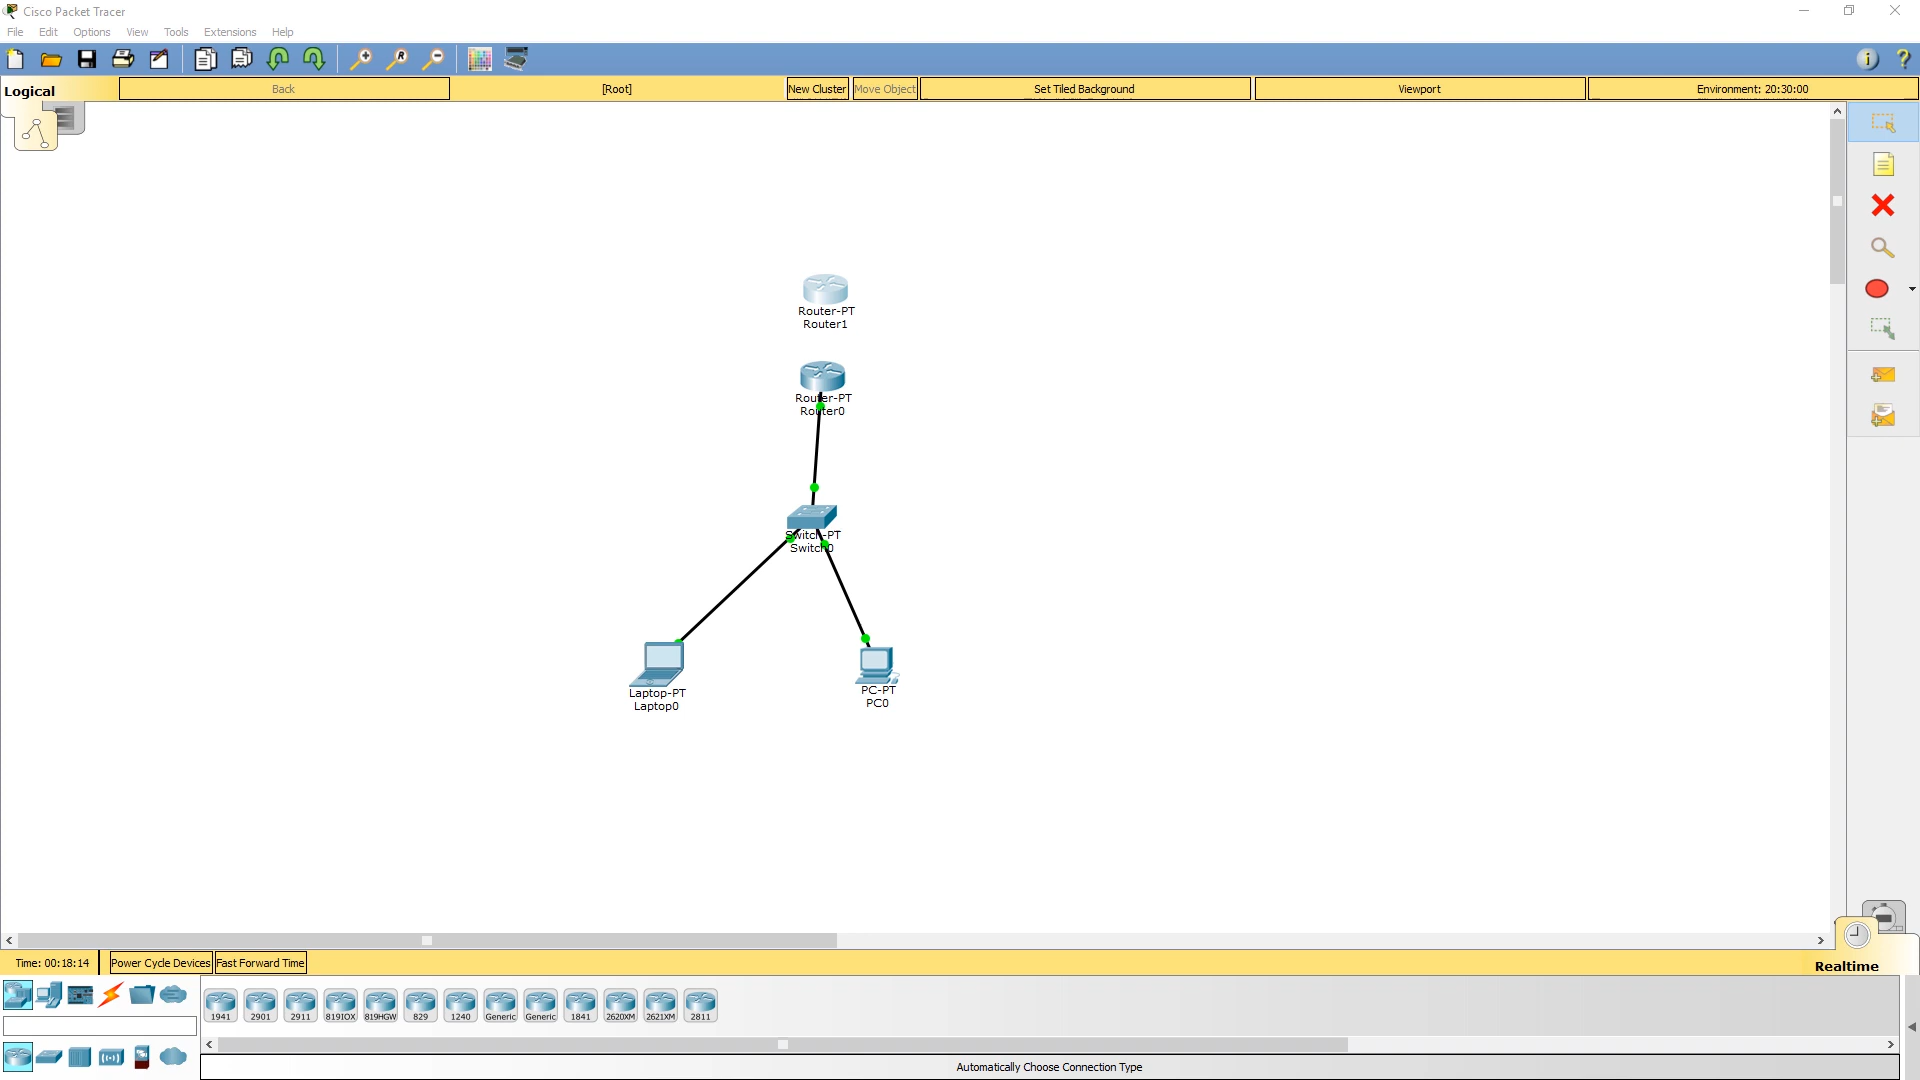 Cisco Packet Tracer
File Edit Options View Tools Extensions Help
Logical Back [Root] New Cluster Move Object Set Tiled Background Viewport Environment: 20:30:00
Router-PT
Router1
Router-PT
Router0
Switch-PT
Switch0
Laptop-PT
Laptop0
PC-PT
PC0
Time: 00:18:14 Power Cycle Devices Fast Forward Time
Realtime
1941 2901 2911 819IOX 819HGW 829 1240 Generic Generic 1841 2620XM 2621XM 2811
Automatically Choose Connection Type